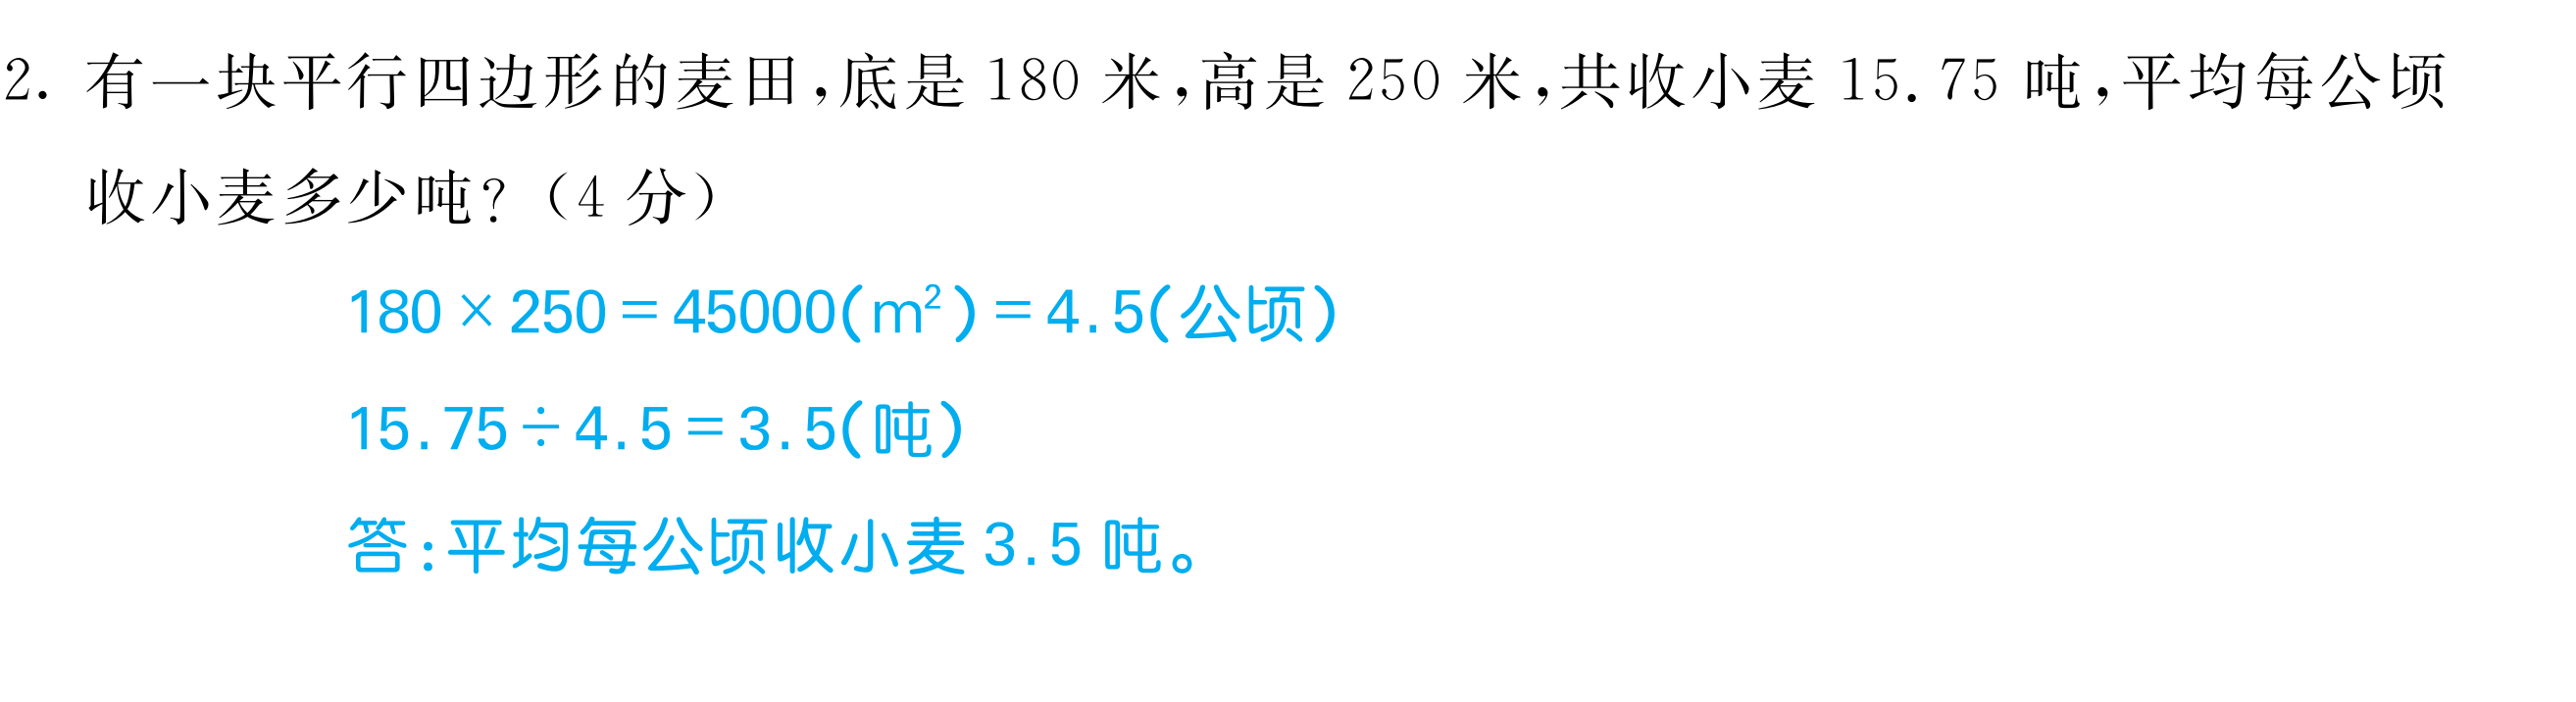 2. 有一块平行四边形的麦田,底是 180 米,高是 250 米,共收小麦 15.75 吨,平均每公顷
收小麦多少吨?(4 分)
180 × 250 = 45000(m²) = 4.5(公顷)
15.75 ÷ 4.5 = 3.5(吨)
答:平均每公顷收小麦 3.5 吨。